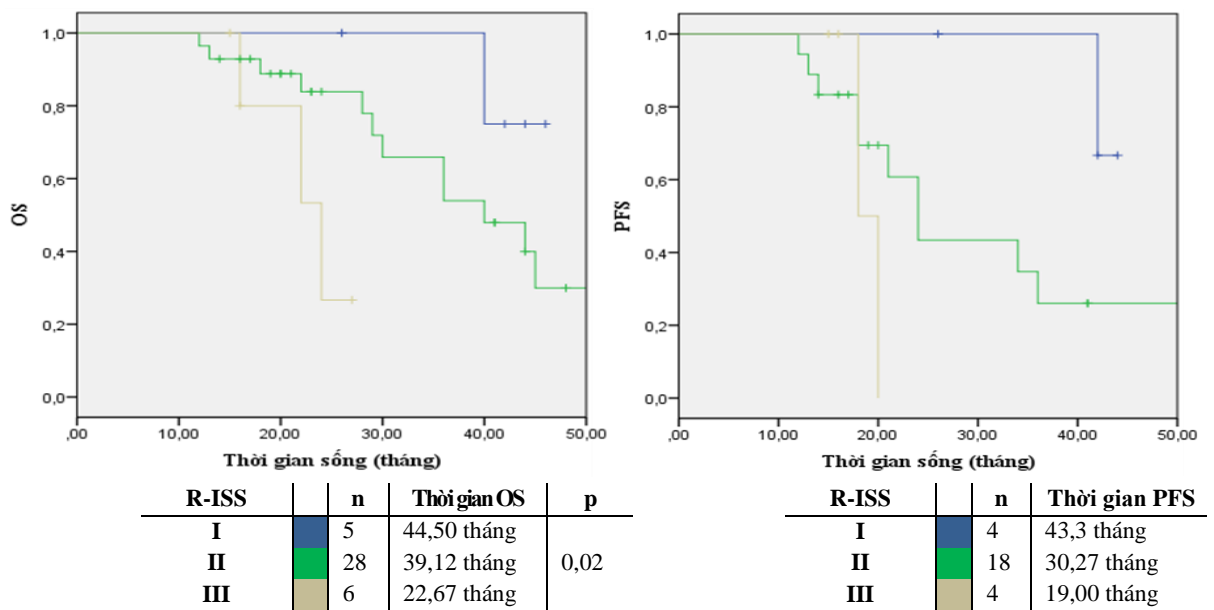 1,0
0,8
0,6
0,4
0,2
0,0
OS
,00 10,00 20,00 30,00 40,00 50,00
Thời gian sống (tháng)
R-ISS n Thời gian OS p
I 5 44,50 tháng
II 28 39,12 tháng 0,02
III 6 22,67 tháng
1,0
0,8
0,6
0,4
0,2
0,0
PFS
,00 10,00 20,00 30,00 40,00 50,00
Thời gian sống (tháng)
R-ISS n Thời gian PFS
I 4 43,3 tháng
II 18 30,27 tháng
III 4 19,00 tháng